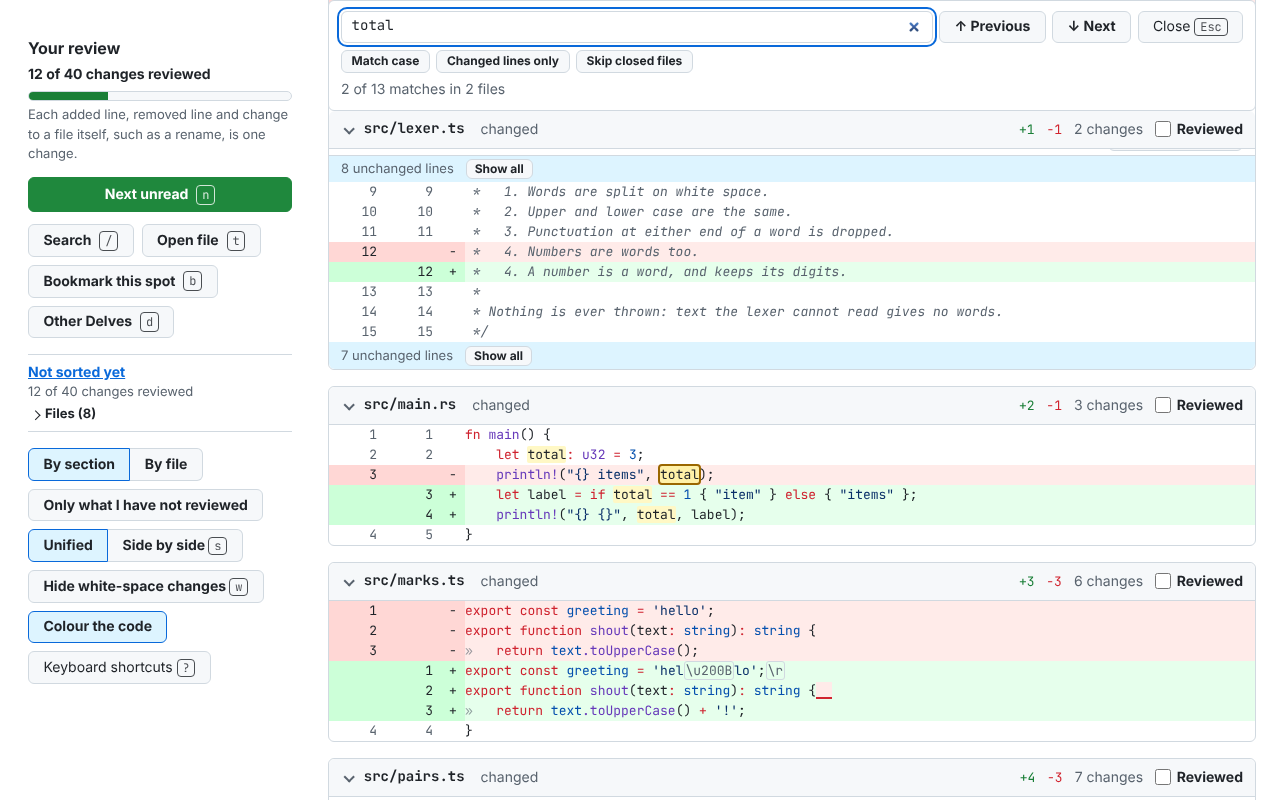 Your review
12 of 40 changes reviewed
Each added line, removed line and change
to a file itself, such as a rename, is one
change.
Next unread n
Search / Open file t
Bookmark this spot b
Other Delves d
Not sorted yet
12 of 40 changes reviewed
Files (8)
By section By file
Only what I have not reviewed
Unified Side by side s
Hide white-space changes w
Colour the code
Keyboard shortcuts ?
total × ↑ Previous ↓ Next Close Esc
Match case Changed lines only Skip closed files
2 of 13 matches in 2 files
src/lexer.ts changed +1 -1 2 changes Reviewed
8 unchanged lines Show all
9 9 *   1. Words are split on white space.
10 10 *   2. Upper and lower case are the same.
11 11 *   3. Punctuation at either end of a word is dropped.
12 - *   4. Numbers are words too.
12 + *   4. A number is a word, and keeps its digits.
13 13 *
14 14 * Nothing is ever thrown: text the lexer cannot read gives no words.
15 15 */
7 unchanged lines Show all
src/main.rs changed +2 -1 3 changes Reviewed
1 1 fn main() {
2 2     let total: u32 = 3;
3 -     println!("{} items", total);
3 +     let label = if total == 1 { "item" } else { "items" };
4 +     println!("{} {}", total, label);
4 5 }
src/marks.ts changed +3 -3 6 changes Reviewed
1 - export const greeting = 'hello';
2 - export function shout(text: string): string {
3 - »   return text.toUpperCase();
1 + export const greeting = 'hel\u200Blo';\r
2 + export function shout(text: string): string {
3 + »   return text.toUpperCase() + '!';
4 4 }
src/pairs.ts changed +4 -3 7 changes Reviewed